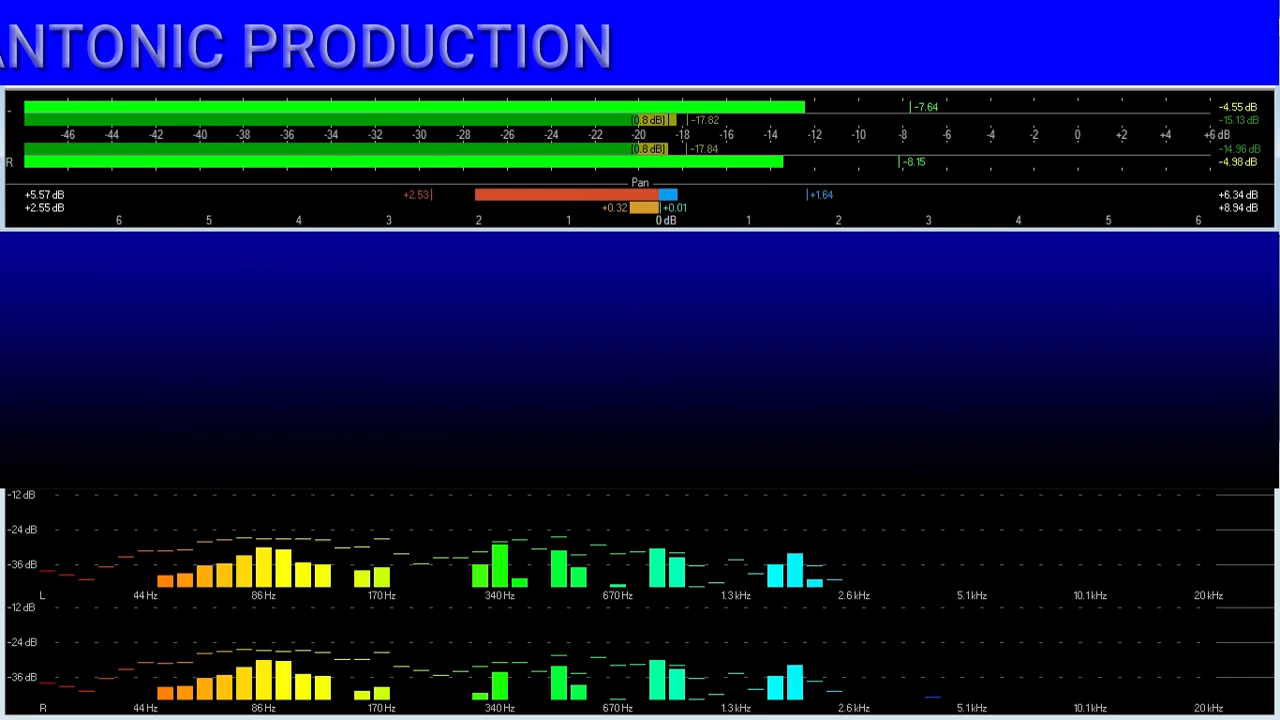 ANTONIC PRODUCTION
-7.64 -4.55 dB
[0.8 dB] -17.82 -15.13 dB
-46 -44 -42 -40 -38 -36 -34 -32 -30 -28 -26 -24 -22 -20 -18 -16 -14 -12 -10 -8 -6 -4 -2 0 +2 +4 +6 dB
[0.8 dB] -17.84 -14.96 dB
R -8.15 -4.98 dB
Pan
+5.57 dB +2.53 +1.64 +6.34 dB
+2.55 dB +0.32 +0.01 +8.94 dB
6 5 4 3 2 1 0 dB 1 2 3 4 5 6
-12 dB
-24 dB
-36 dB
L 44 Hz 86 Hz 170 Hz 340 Hz 670 Hz 1.3 kHz 2.6 kHz 5.1 kHz 10.1 kHz 20 kHz
-12 dB
-24 dB
-36 dB
R 44 Hz 86 Hz 170 Hz 340 Hz 670 Hz 1.3 kHz 2.6 kHz 5.1 kHz 10.1 kHz 20 kHz